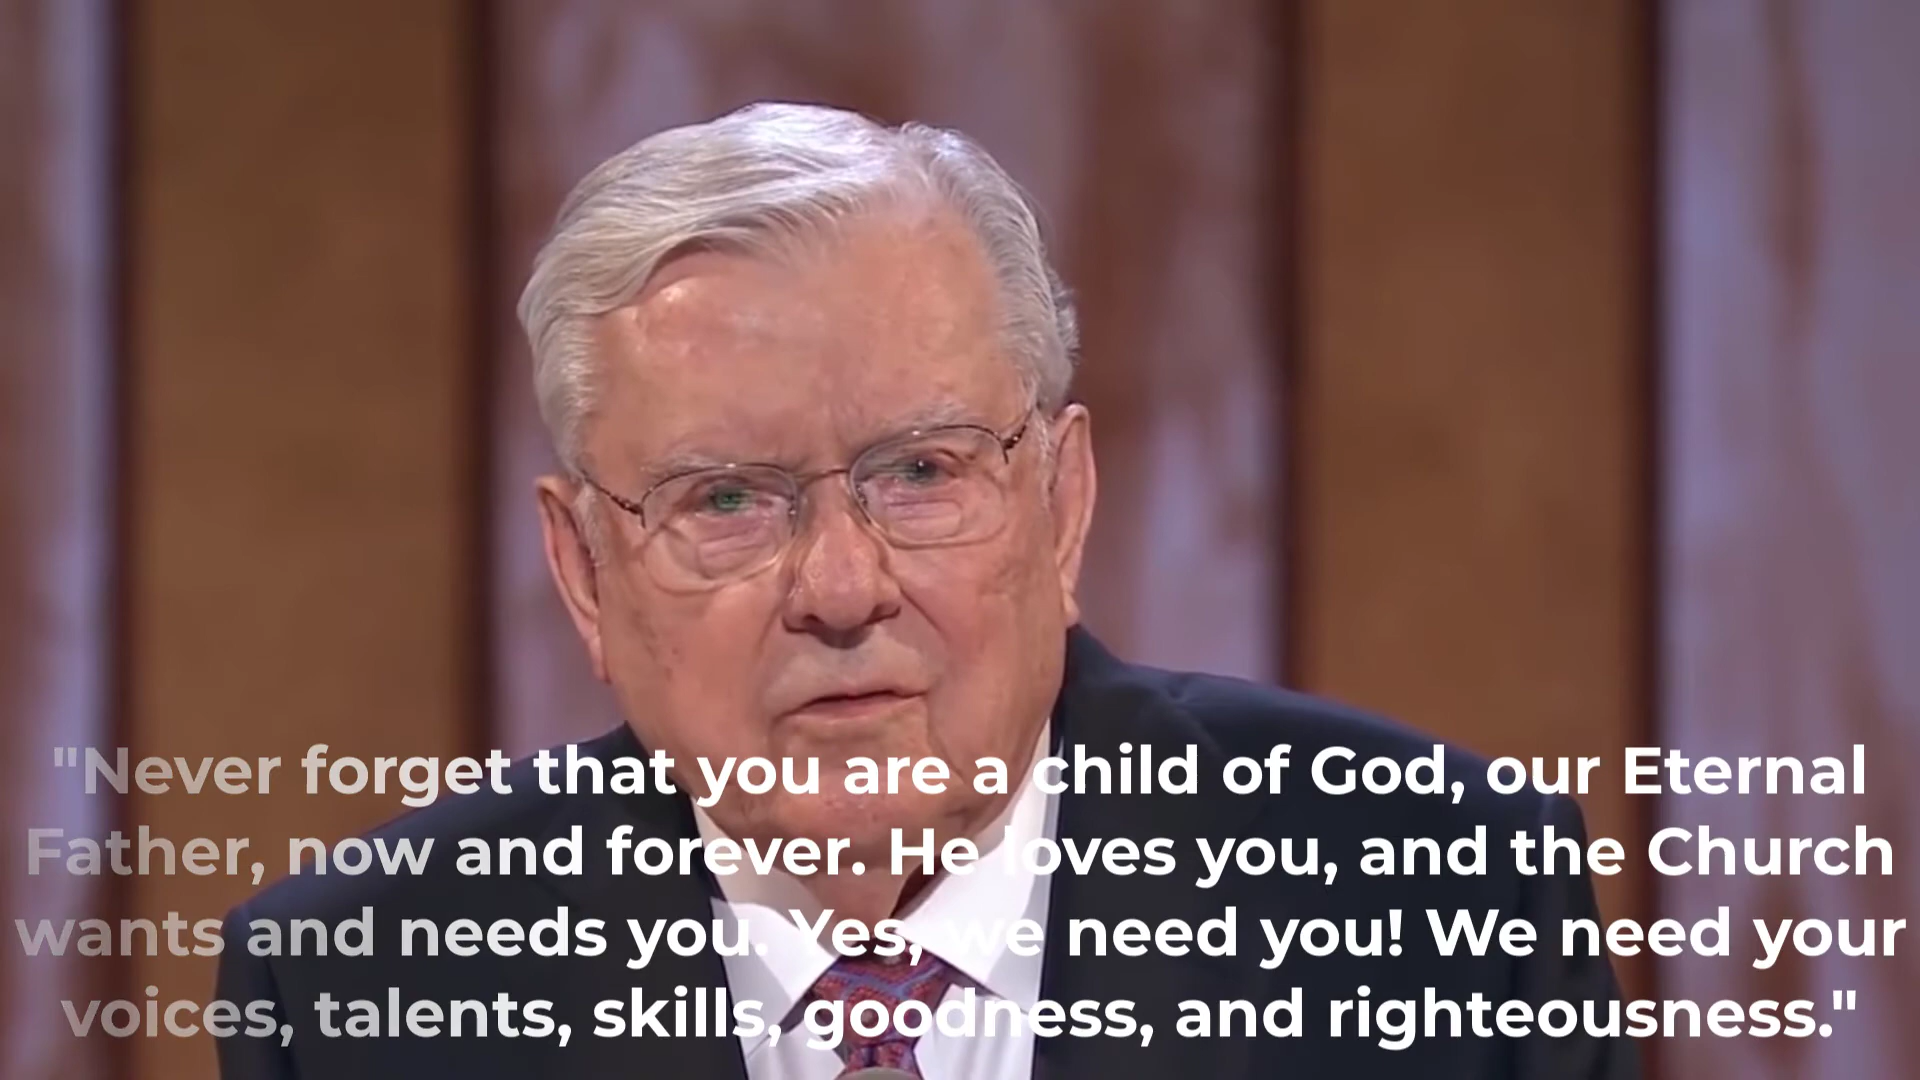 "Never forget that you are a child of God, our Eternal
Father, now and forever. He loves you, and the Church
wants and needs you. Yes, we need you! We need your
voices, talents, skills, goodness, and righteousness."